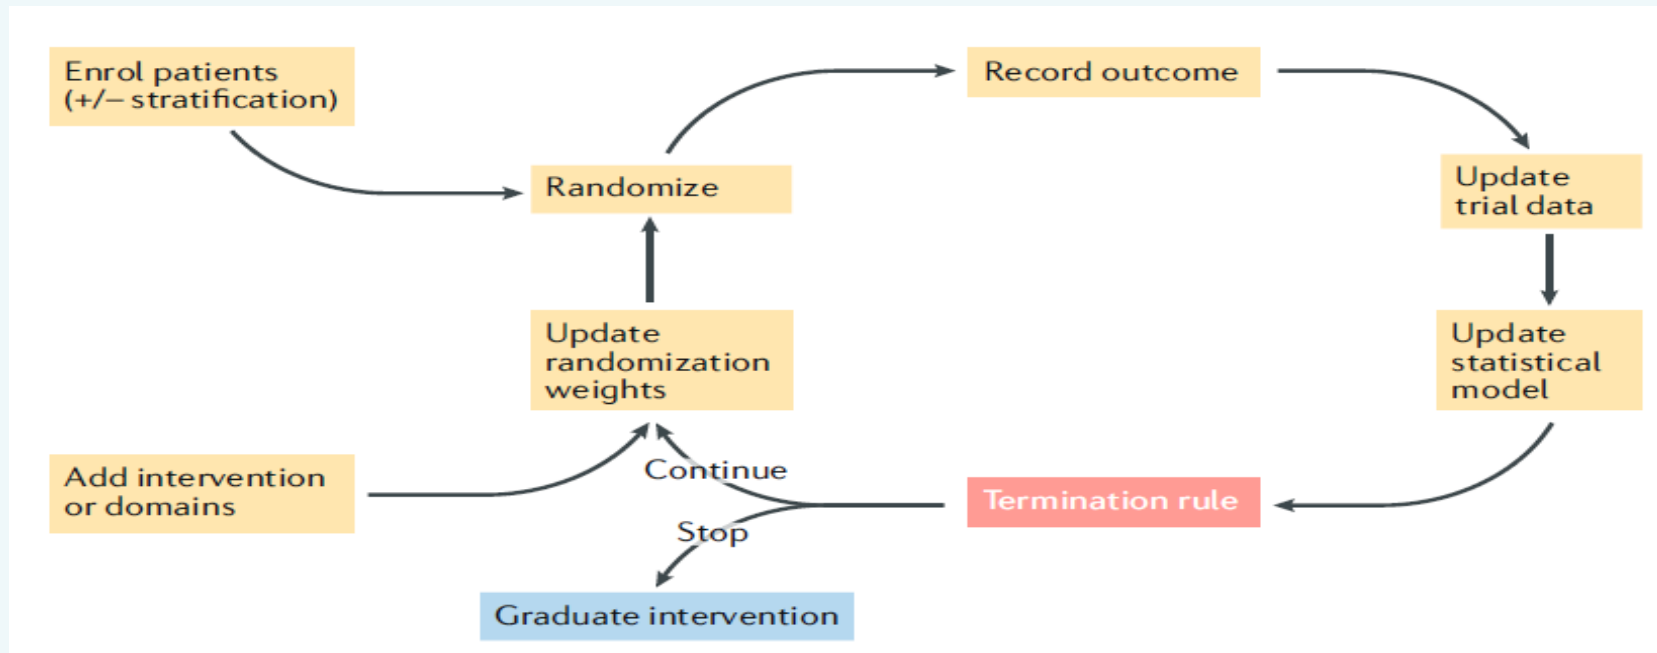 Enrol patients
(+/– stratification)
Record outcome
Randomize
Update
trial data
Update
randomization
weights
Update
statistical
model
Add intervention
or domains
Continue
Termination rule
Stop
Graduate intervention